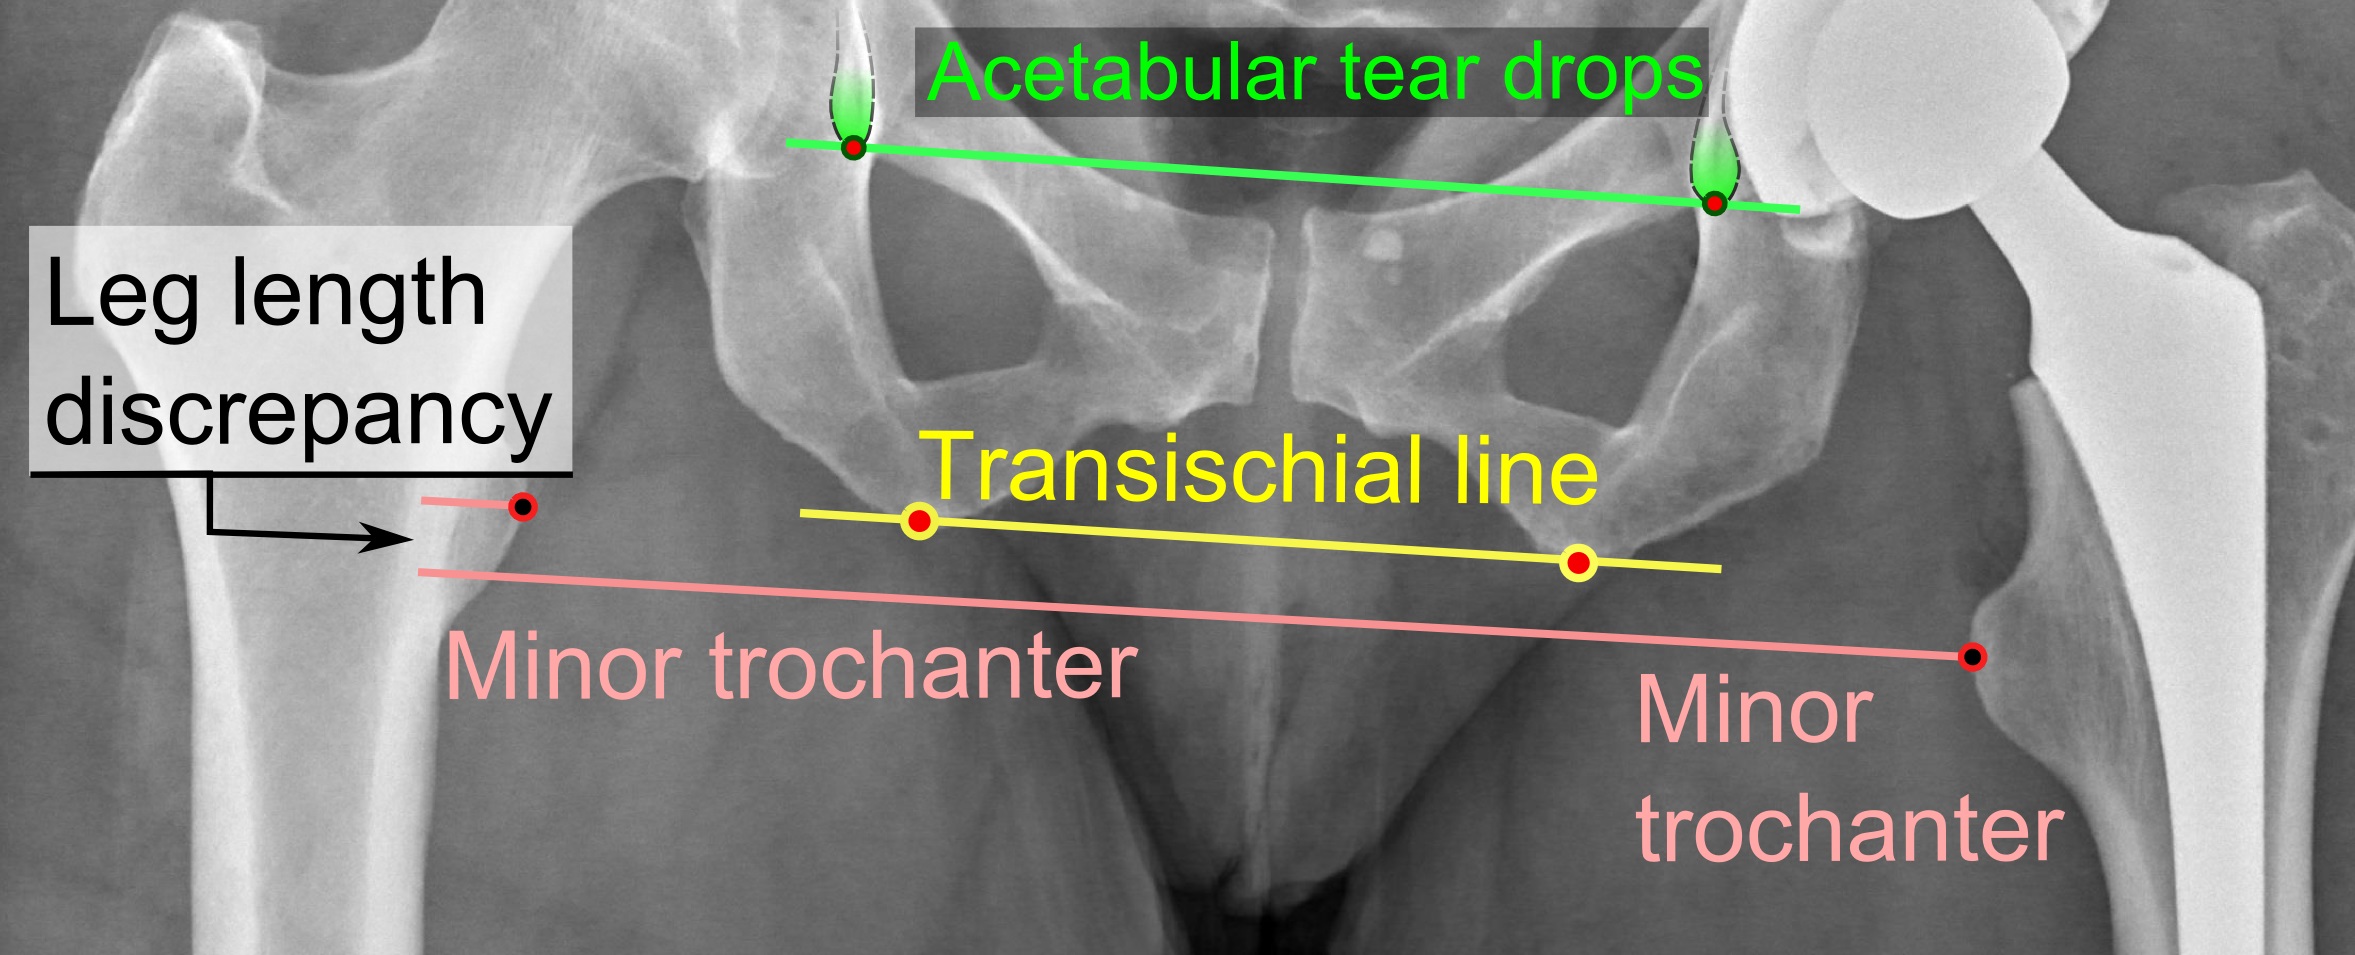 Acetabular tear drops
Leg length
discrepancy
Transischial line
Minor trochanter
Minor
trochanter